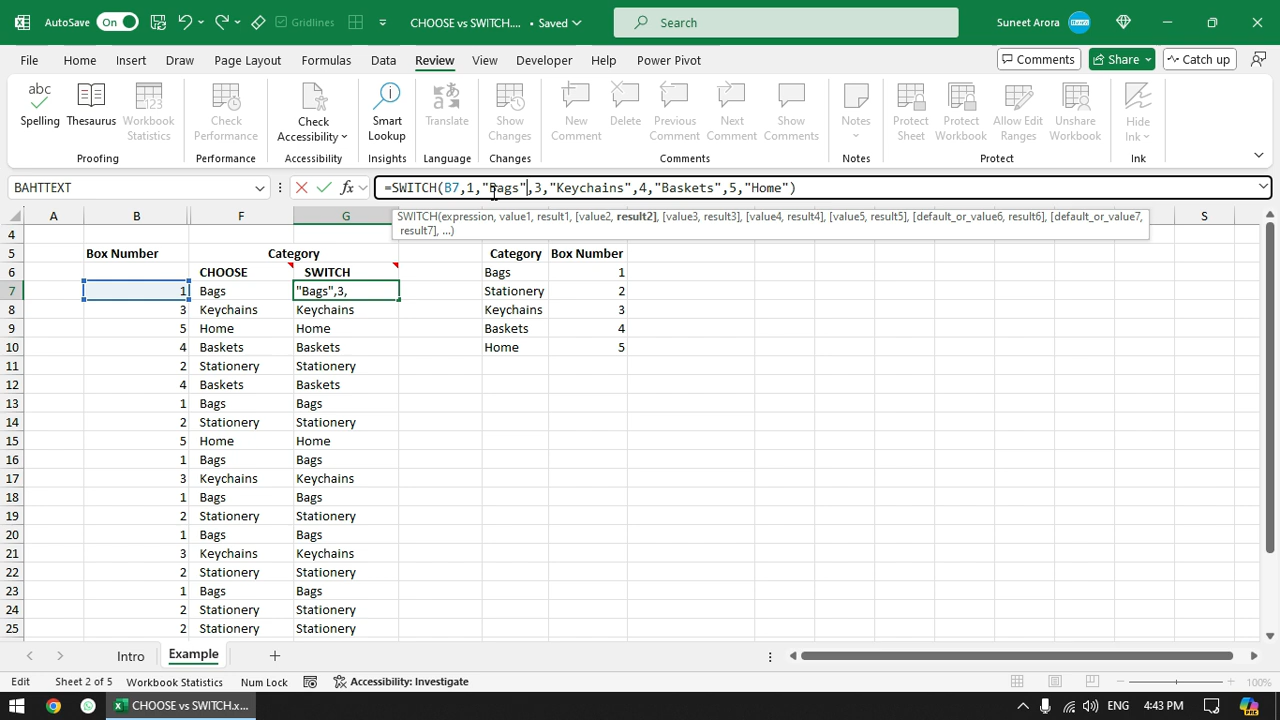 AutoSave On Gridlines CHOOSE vs SWITCH.... • Saved Search Suneet Arora
File Home Insert Draw Page Layout Formulas Data Review View Developer Help Power Pivot Comments Share Catch up
abc
Spelling Thesaurus Workbook Statistics Check Performance Check Accessibility Smart Lookup Translate Show Changes New Comment Delete Previous Comment Next Comment Show Comments Notes Protect Sheet Protect Workbook Allow Edit Ranges Unshare Workbook Hide Ink
Proofing Performance Accessibility Insights Language Changes Comments Notes Protect Ink
BAHTTEXT fx =SWITCH(B7,1,"Bags",3,"Keychains",4,"Baskets",5,"Home")
SWITCH(expression, value1, result1, [value2, result2], [value3, result3], [value4, result4], [value5, result5], [default_or_value6, result6], [default_or_value7,
result7], ...)
A B F G S
4
5 Box Number Category Category Box Number
6 CHOOSE SWITCH Bags 1
7 1 Bags "Bags",3, Stationery 2
8 3 Keychains Keychains Keychains 3
9 5 Home Home Baskets 4
10 4 Baskets Baskets Home 5
11 2 Stationery Stationery
12 4 Baskets Baskets
13 1 Bags Bags
14 2 Stationery Stationery
15 5 Home Home
16 1 Bags Bags
17 3 Keychains Keychains
18 1 Bags Bags
19 2 Stationery Stationery
20 1 Bags Bags
21 3 Keychains Keychains
22 2 Stationery Stationery
23 1 Bags Bags
24 2 Stationery Stationery
25 2 Stationery Stationery
Intro Example
Edit Sheet 2 of 5 Workbook Statistics Num Lock Accessibility: Investigate 100%
CHOOSE vs SWITCH.x... ENG 4:43 PM